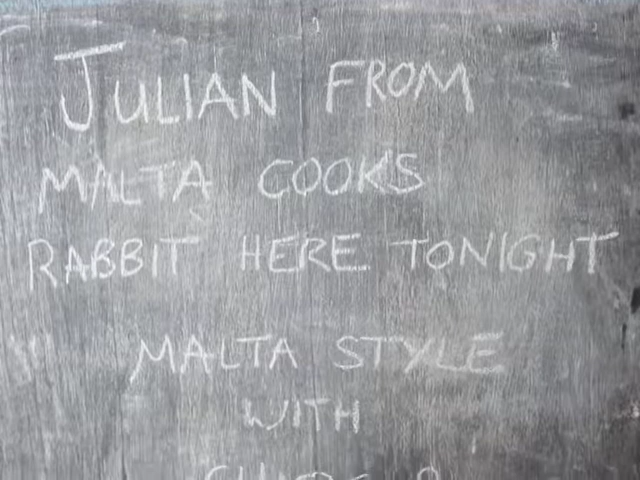 JULIAN FROM
MALTA COOKS
RABBIT HERE TONIGHT
MALTA STYLE
WITH